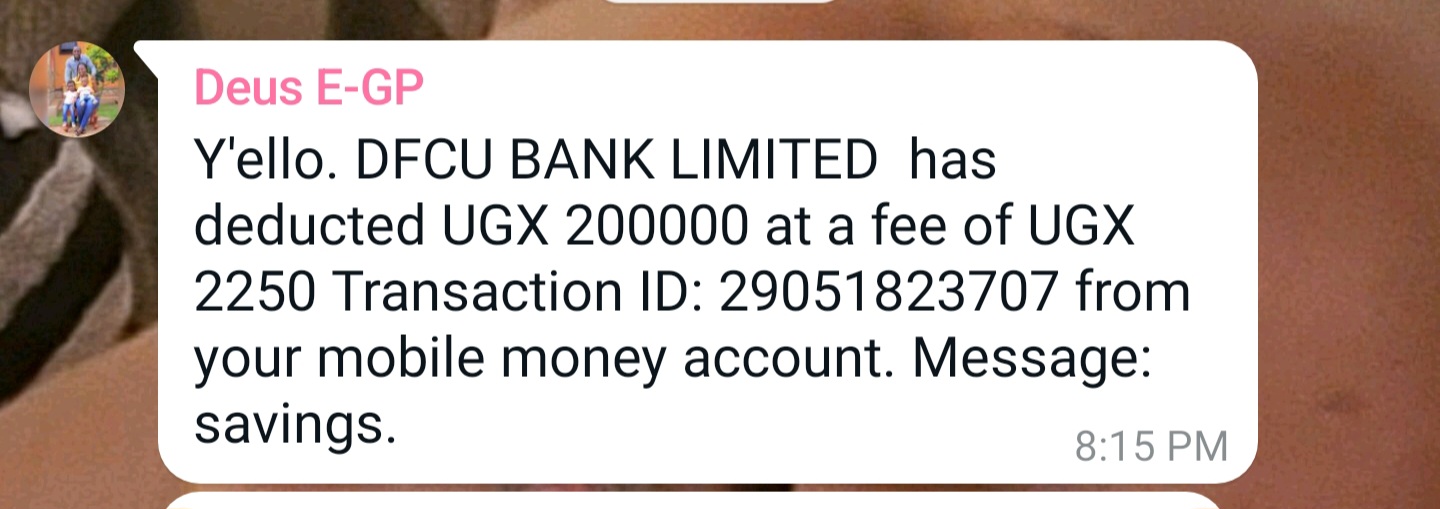 Deus E-GP
Y'ello. DFCU BANK LIMITED  has
deducted UGX 200000 at a fee of UGX
2250 Transaction ID: 29051823707 from
your mobile money account. Message:
savings.
8:15 PM